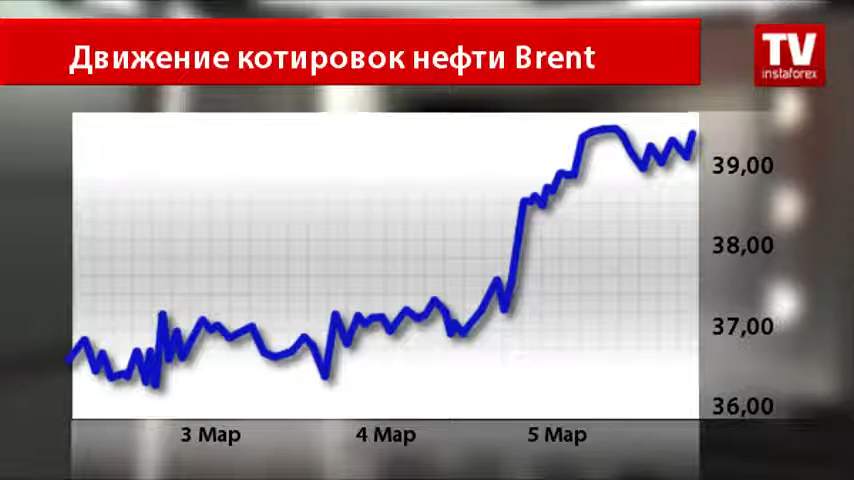 Движение котировок нефти Brent
TV
instaforex
39,00
38,00
37,00
36,00
3 Мар
4 Мар
5 Мар